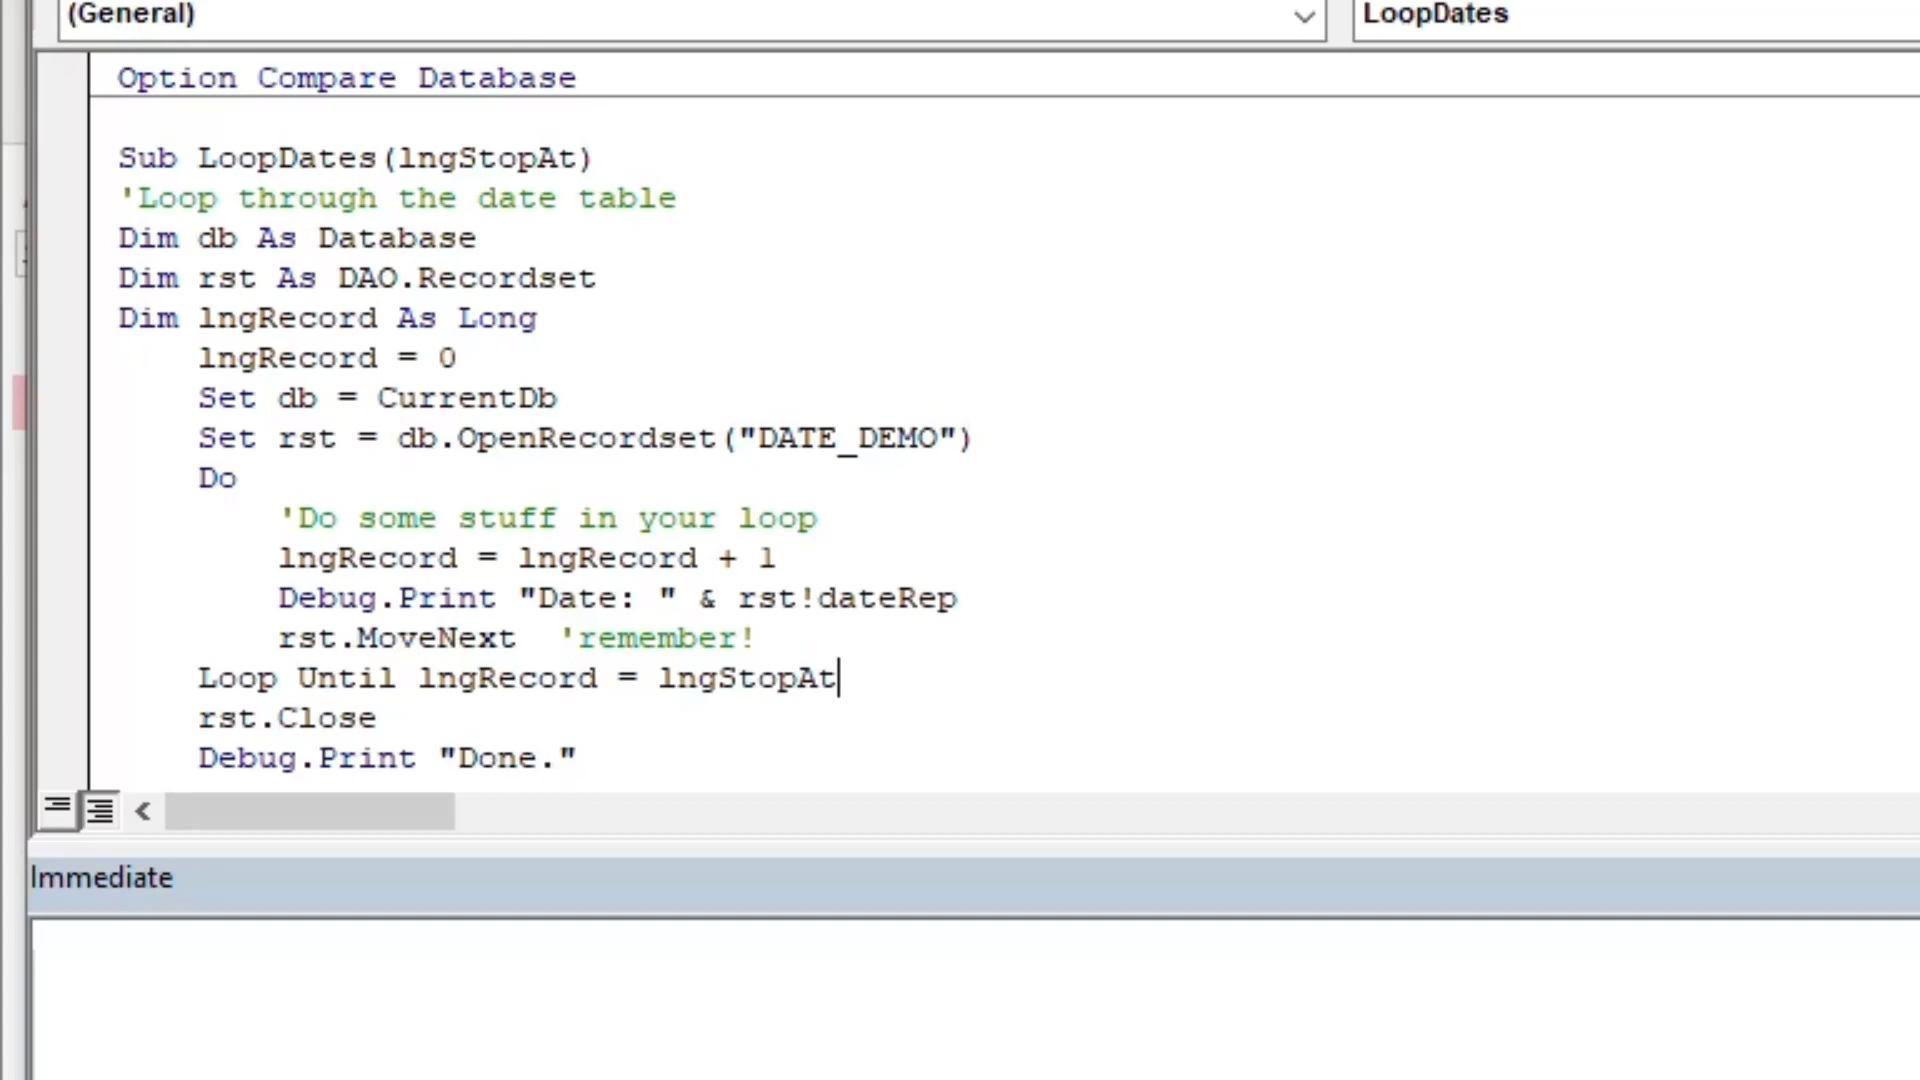 (General)
LoopDates
Option Compare Database
Sub LoopDates(lngStopAt)
'Loop through the date table
Dim db As Database
Dim rst As DAO.Recordset
Dim lngRecord As Long
lngRecord = 0
Set db = CurrentDb
Set rst = db.OpenRecordset("DATE_DEMO")
Do
'Do some stuff in your loop
lngRecord = lngRecord + 1
Debug.Print "Date: " & rst!dateRep
rst.MoveNext  'remember!
Loop Until lngRecord = lngStopAt
rst.Close
Debug.Print "Done."
Immediate